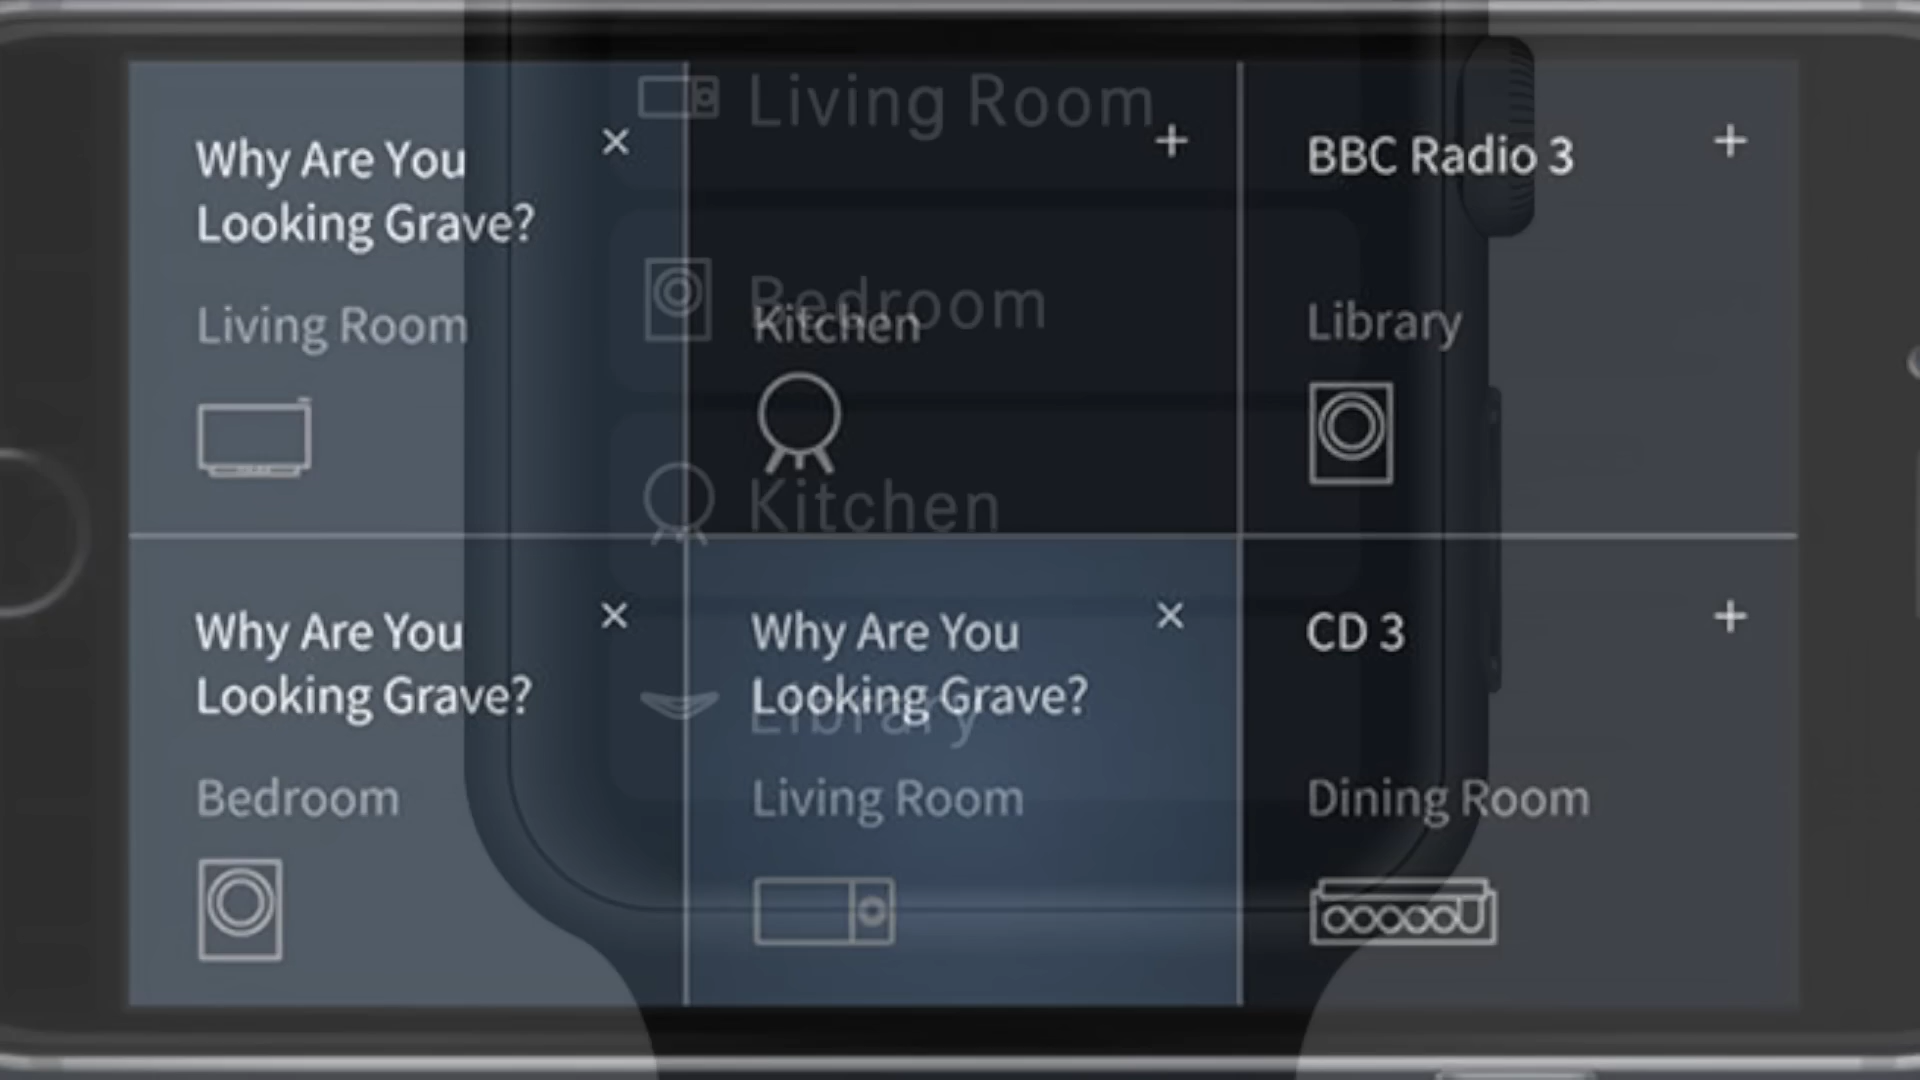 Living Room
Why Are You
Looking Grave?
× + BBC Radio 3 +
Bedroom
Living Room
Kitchen
Library
Kitchen
Why Are You
Looking Grave?
×
Why Are You
Looking Grave?
×
CD 3
+
Library
Bedroom
Living Room
Dining Room